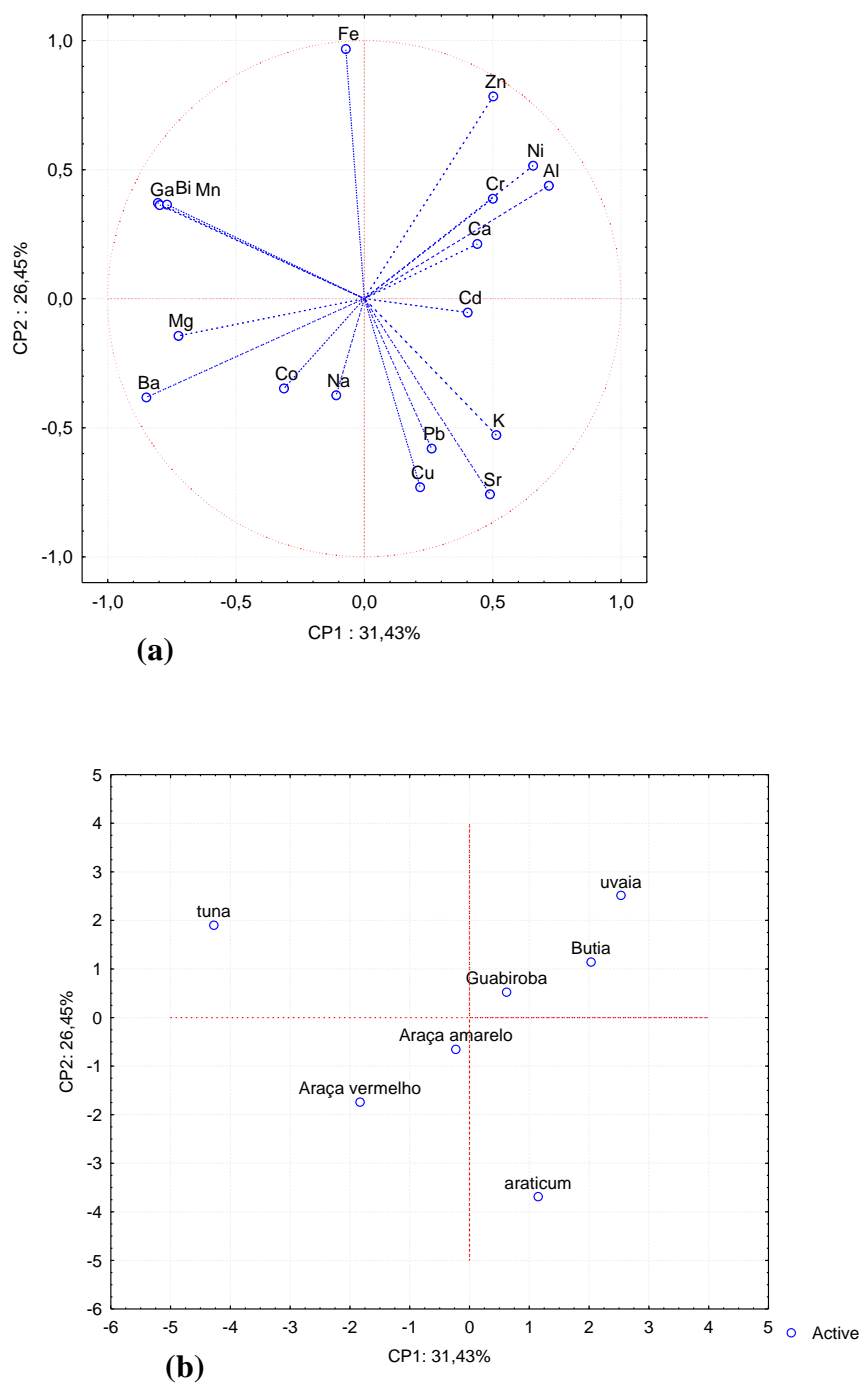 Fe
1,0
Zn
Ni
0,5
Al
Cr
Ga Bi Mn
Ca
CP2 : 26,45%
0,0
Cd
Mg
Co Na
Ba
-0,5
K
Pb
Cu Sr
-1,0
-1,0 -0,5 0,0 0,5 1,0
CP1 : 31,43%
(a)
5
4
3
uvaia
tuna
2
Butia
1
Guabiroba
CP2: 26,45%
0
Araça amarelo
-1
Araça vermelho
-2
-3
araticum
-4
-5
-6
-6 -5 -4 -3 -2 -1 0 1 2 3 4 5
Active
CP1: 31,43%
(b)